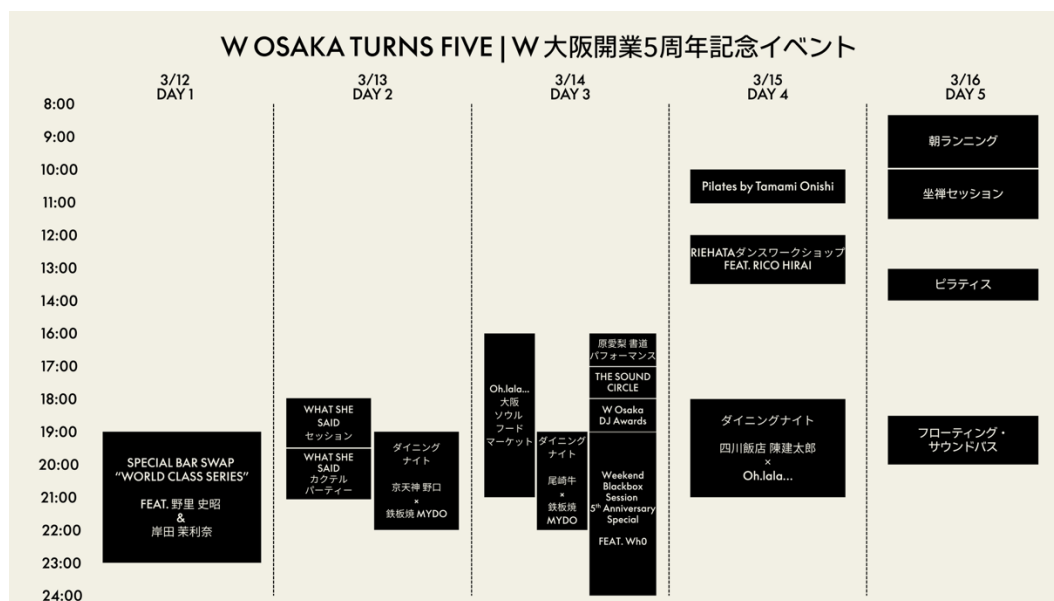 W OSAKA TURNS FIVE | W 大阪開業5周年記念イベント
3/12
DAY 1
3/13
DAY 2
3/14
DAY 3
3/15
DAY 4
3/16
DAY 5
8:00
9:00
10:00
11:00
12:00
13:00
14:00
16:00
17:00
18:00
19:00
20:00
21:00
22:00
23:00
24:00
SPECIAL BAR SWAP
“WORLD CLASS SERIES”
FEAT. 野里 史昭
&
岸田 茉利奈
WHAT SHE
SAID
セッション
WHAT SHE
SAID
カクテル
パーティー
ダイニング
ナイト
京天神 野口
×
鉄板焼 MYDO
Oh.lala...
大阪
ソウル
フード
マーケット
ダイニング
ナイト
尾崎牛
×
鉄板焼
MYDO
原愛梨 書道
パフォーマンス
THE SOUND
CIRCLE
W Osaka
DJ Awards
Weekend
Blackbox
Session
5th Anniversary
Special
FEAT. Wh0
Pilates by Tamami Onishi
RIEHATAダンスワークショップ
FEAT. RICO HIRAI
ダイニングナイト
四川飯店 陳建太郎
×
Oh.lala...
朝ランニング
坐禅セッション
ピラティス
フローティング・
サウンドバス